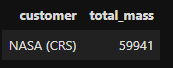 customer total_mass
NASA (CRS) 59941